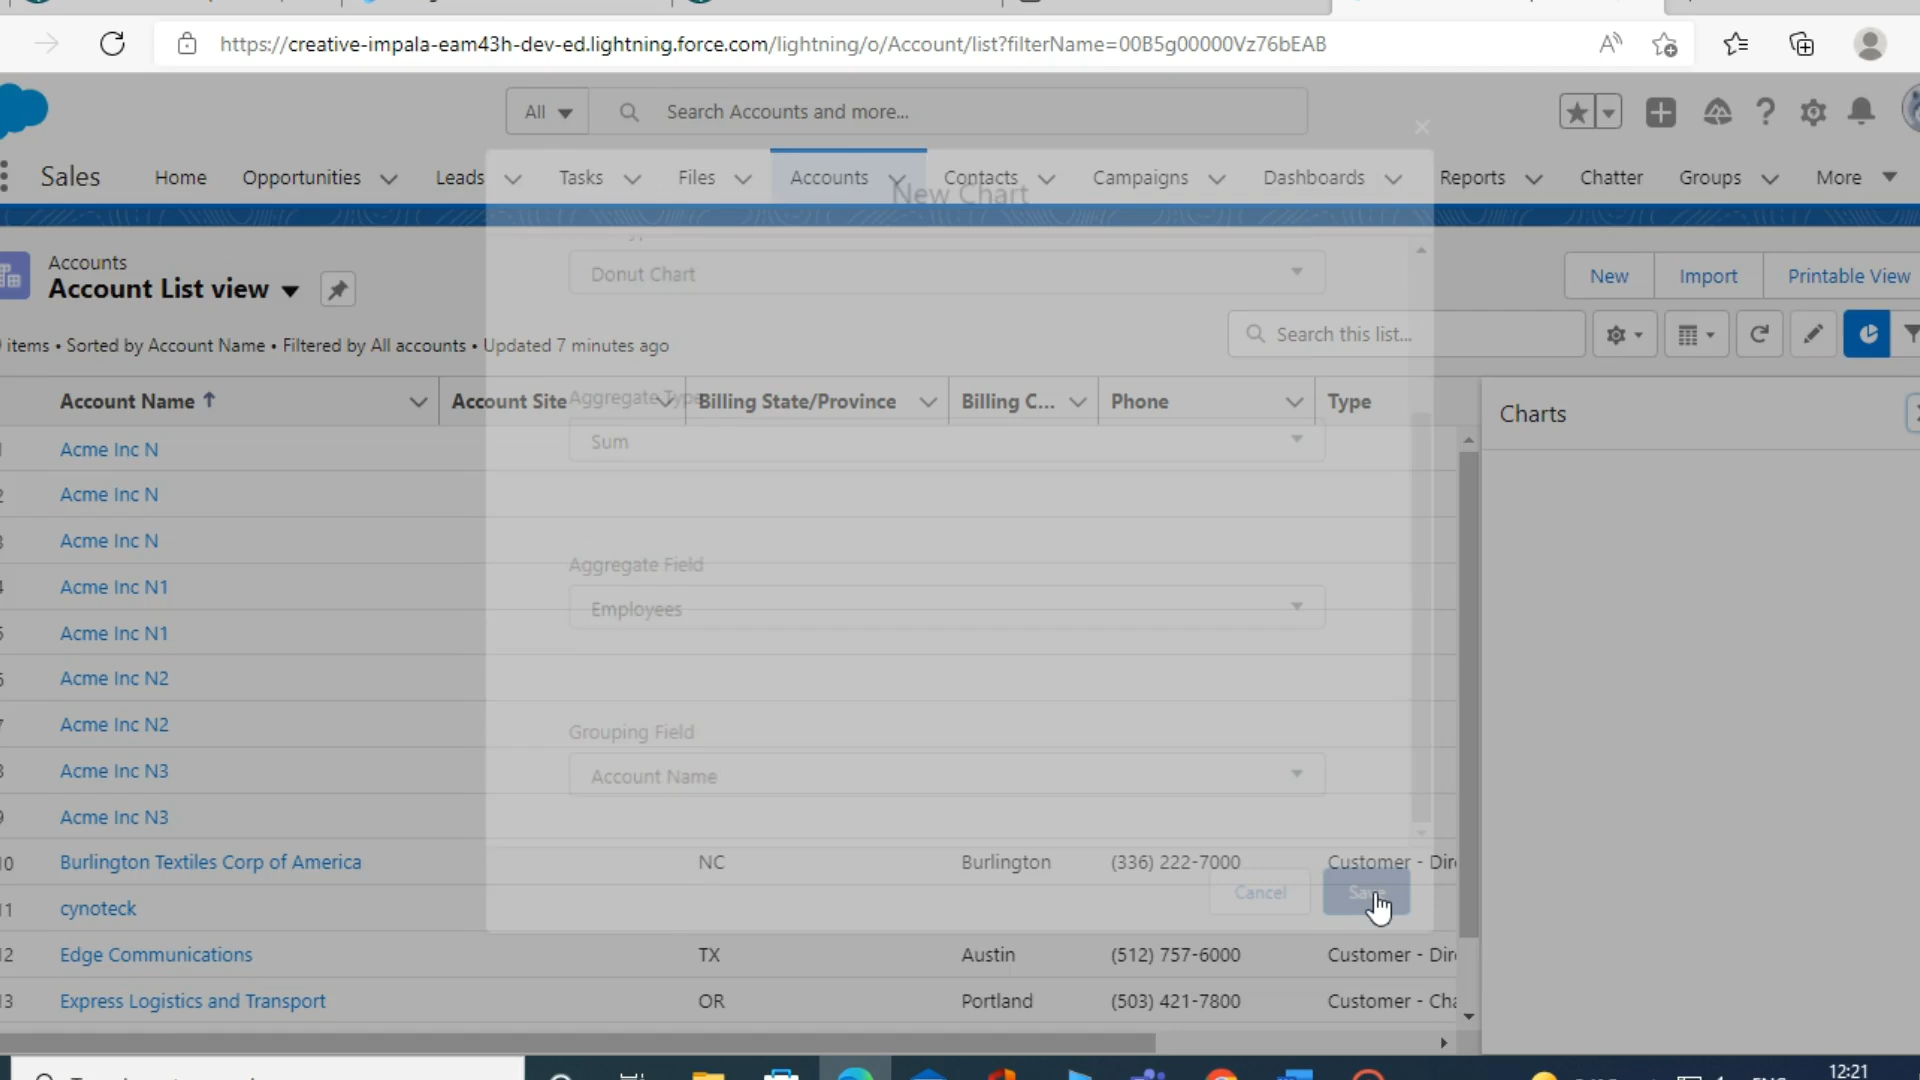 https://creative-impala-eam43h-dev-ed.lightning.force.com/lightning/o/Account/list?filterName=00B5g00000Vz76bEAB
All Search Accounts and more...
Sales Home Opportunities Leads Tasks Files Accounts Contacts Campaigns Dashboards Reports Chatter Groups More
New Chart
Accounts
Account List view
New Import Printable View
Donut Chart
items • Sorted by Account Name • Filtered by All accounts • Updated 7 minutes ago
Search this list...
Account Name Account Site Billing State/Province Billing C... Phone Type
Aggregate Type
Charts
Acme Inc N
Sum
Acme Inc N
Acme Inc N
Aggregate Field
Acme Inc N1
Employees
Acme Inc N1
Acme Inc N2
Acme Inc N2
Grouping Field
Acme Inc N3
Account Name
Acme Inc N3
10 Burlington Textiles Corp of America NC Burlington (336) 222-7000 Customer - Dir
Cancel Save
11 cynoteck
12 Edge Communications TX Austin (512) 757-6000 Customer - Dir
13 Express Logistics and Transport OR Portland (503) 421-7800 Customer - Cha
12:21